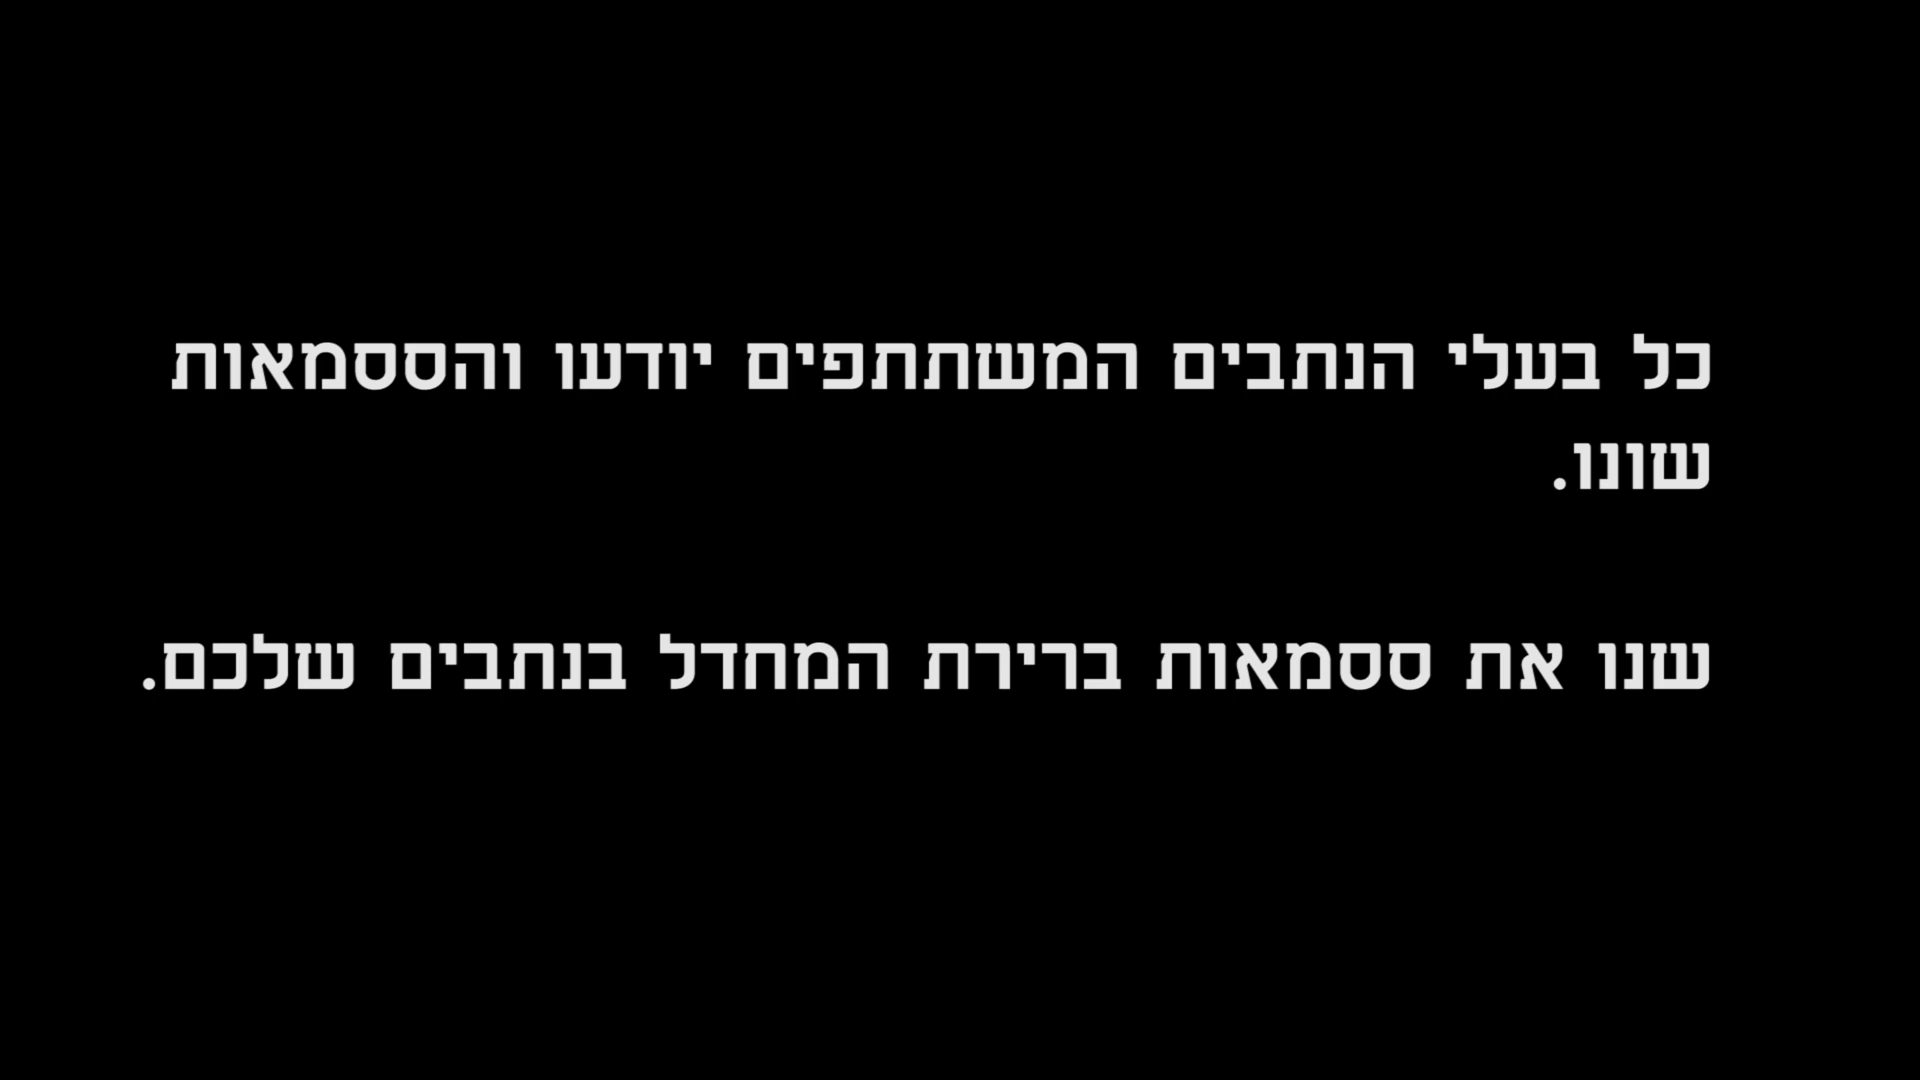 כל בעלי הנתבים המשתתפים יודעו והססמאות
שונו.
שנו את ססמאות ברירת המחדל בנתבים שלכם.